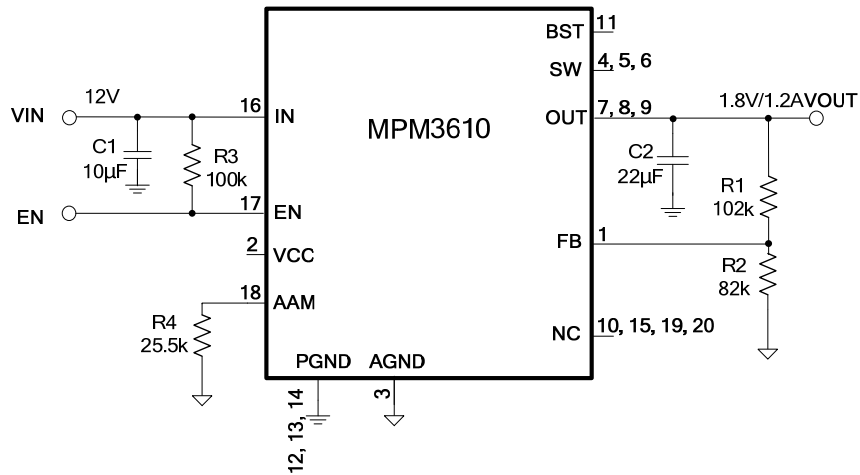 BST
11
SW
4, 5, 6
12V
VIN
16
IN
MPM3610
OUT
7, 8, 9
1.8V/1.2A VOUT
C1
10µF
R3
100k
C2
22µF
R1
102k
EN
17
EN
FB
1
2
VCC
R2
82k
18
AAM
R4
25.5k
NC
10, 15, 19, 20
PGND
AGND
12, 13, 14
3